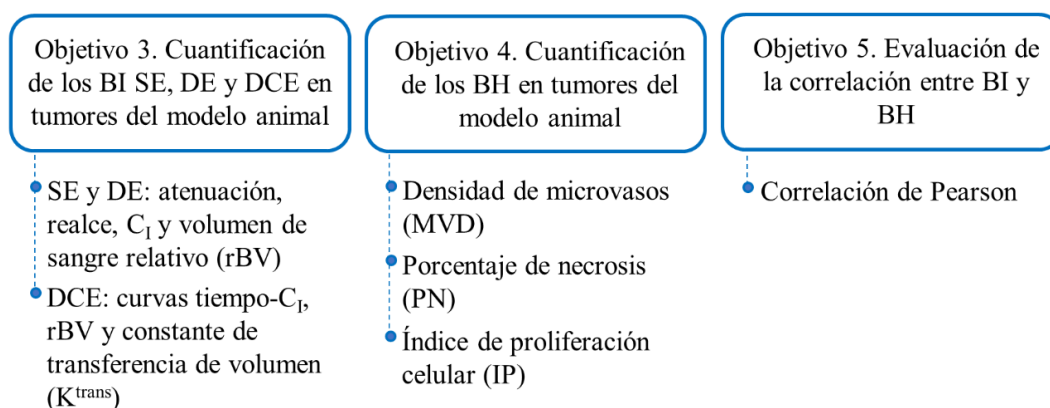 Objetivo 3. Cuantificación
de los BI SE, DE y DCE en
tumores del modelo animal
SE y DE: atenuación,
realce, C_I y volumen de
sangre relativo (rBV)
DCE: curvas tiempo-C_I,
rBV y constante de
transferencia de volumen
(K^trans)
Objetivo 4. Cuantificación
de los BH en tumores del
modelo animal
Densidad de microvasos
(MVD)
Porcentaje de necrosis
(PN)
Índice de proliferación
celular (IP)
Objetivo 5. Evaluación de
la correlación entre BI y
BH
Correlación de Pearson